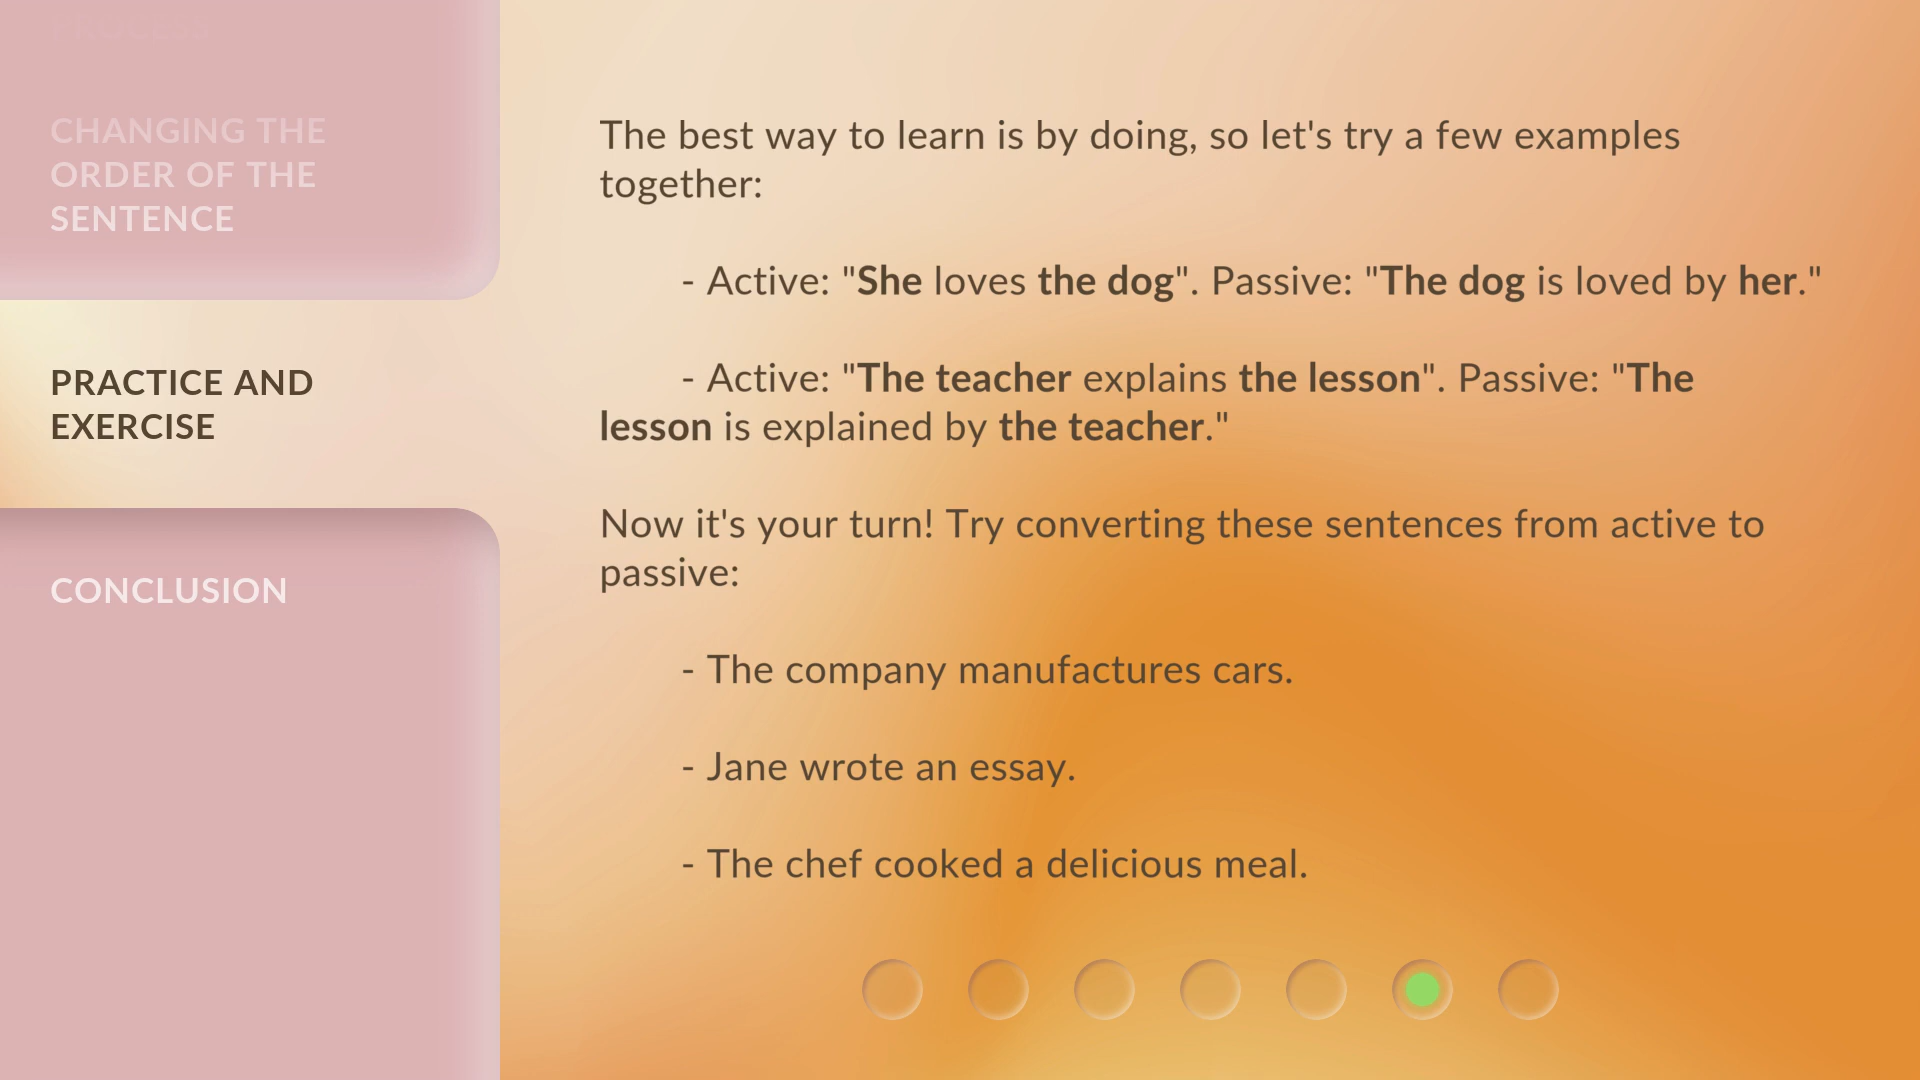 PROCESS
CHANGING THE
ORDER OF THE
SENTENCE
PRACTICE AND
EXERCISE
CONCLUSION
The best way to learn is by doing, so let's try a few examples
together:
- Active: "She loves the dog". Passive: "The dog is loved by her."
- Active: "The teacher explains the lesson". Passive: "The
lesson is explained by the teacher."
Now it's your turn! Try converting these sentences from active to
passive:
- The company manufactures cars.
- Jane wrote an essay.
- The chef cooked a delicious meal.